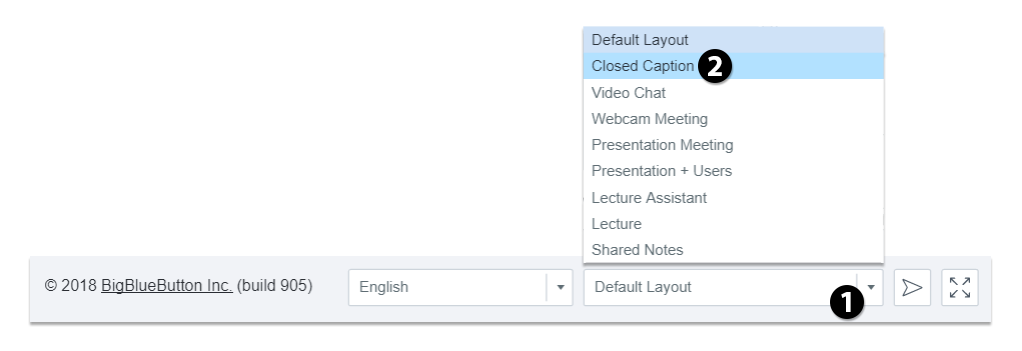 Default Layout
Closed Caption 2
Video Chat
Webcam Meeting
Presentation Meeting
Presentation + Users
Lecture Assistant
Lecture
Shared Notes
© 2018 BigBlueButton Inc. (build 905) English Default Layout 1